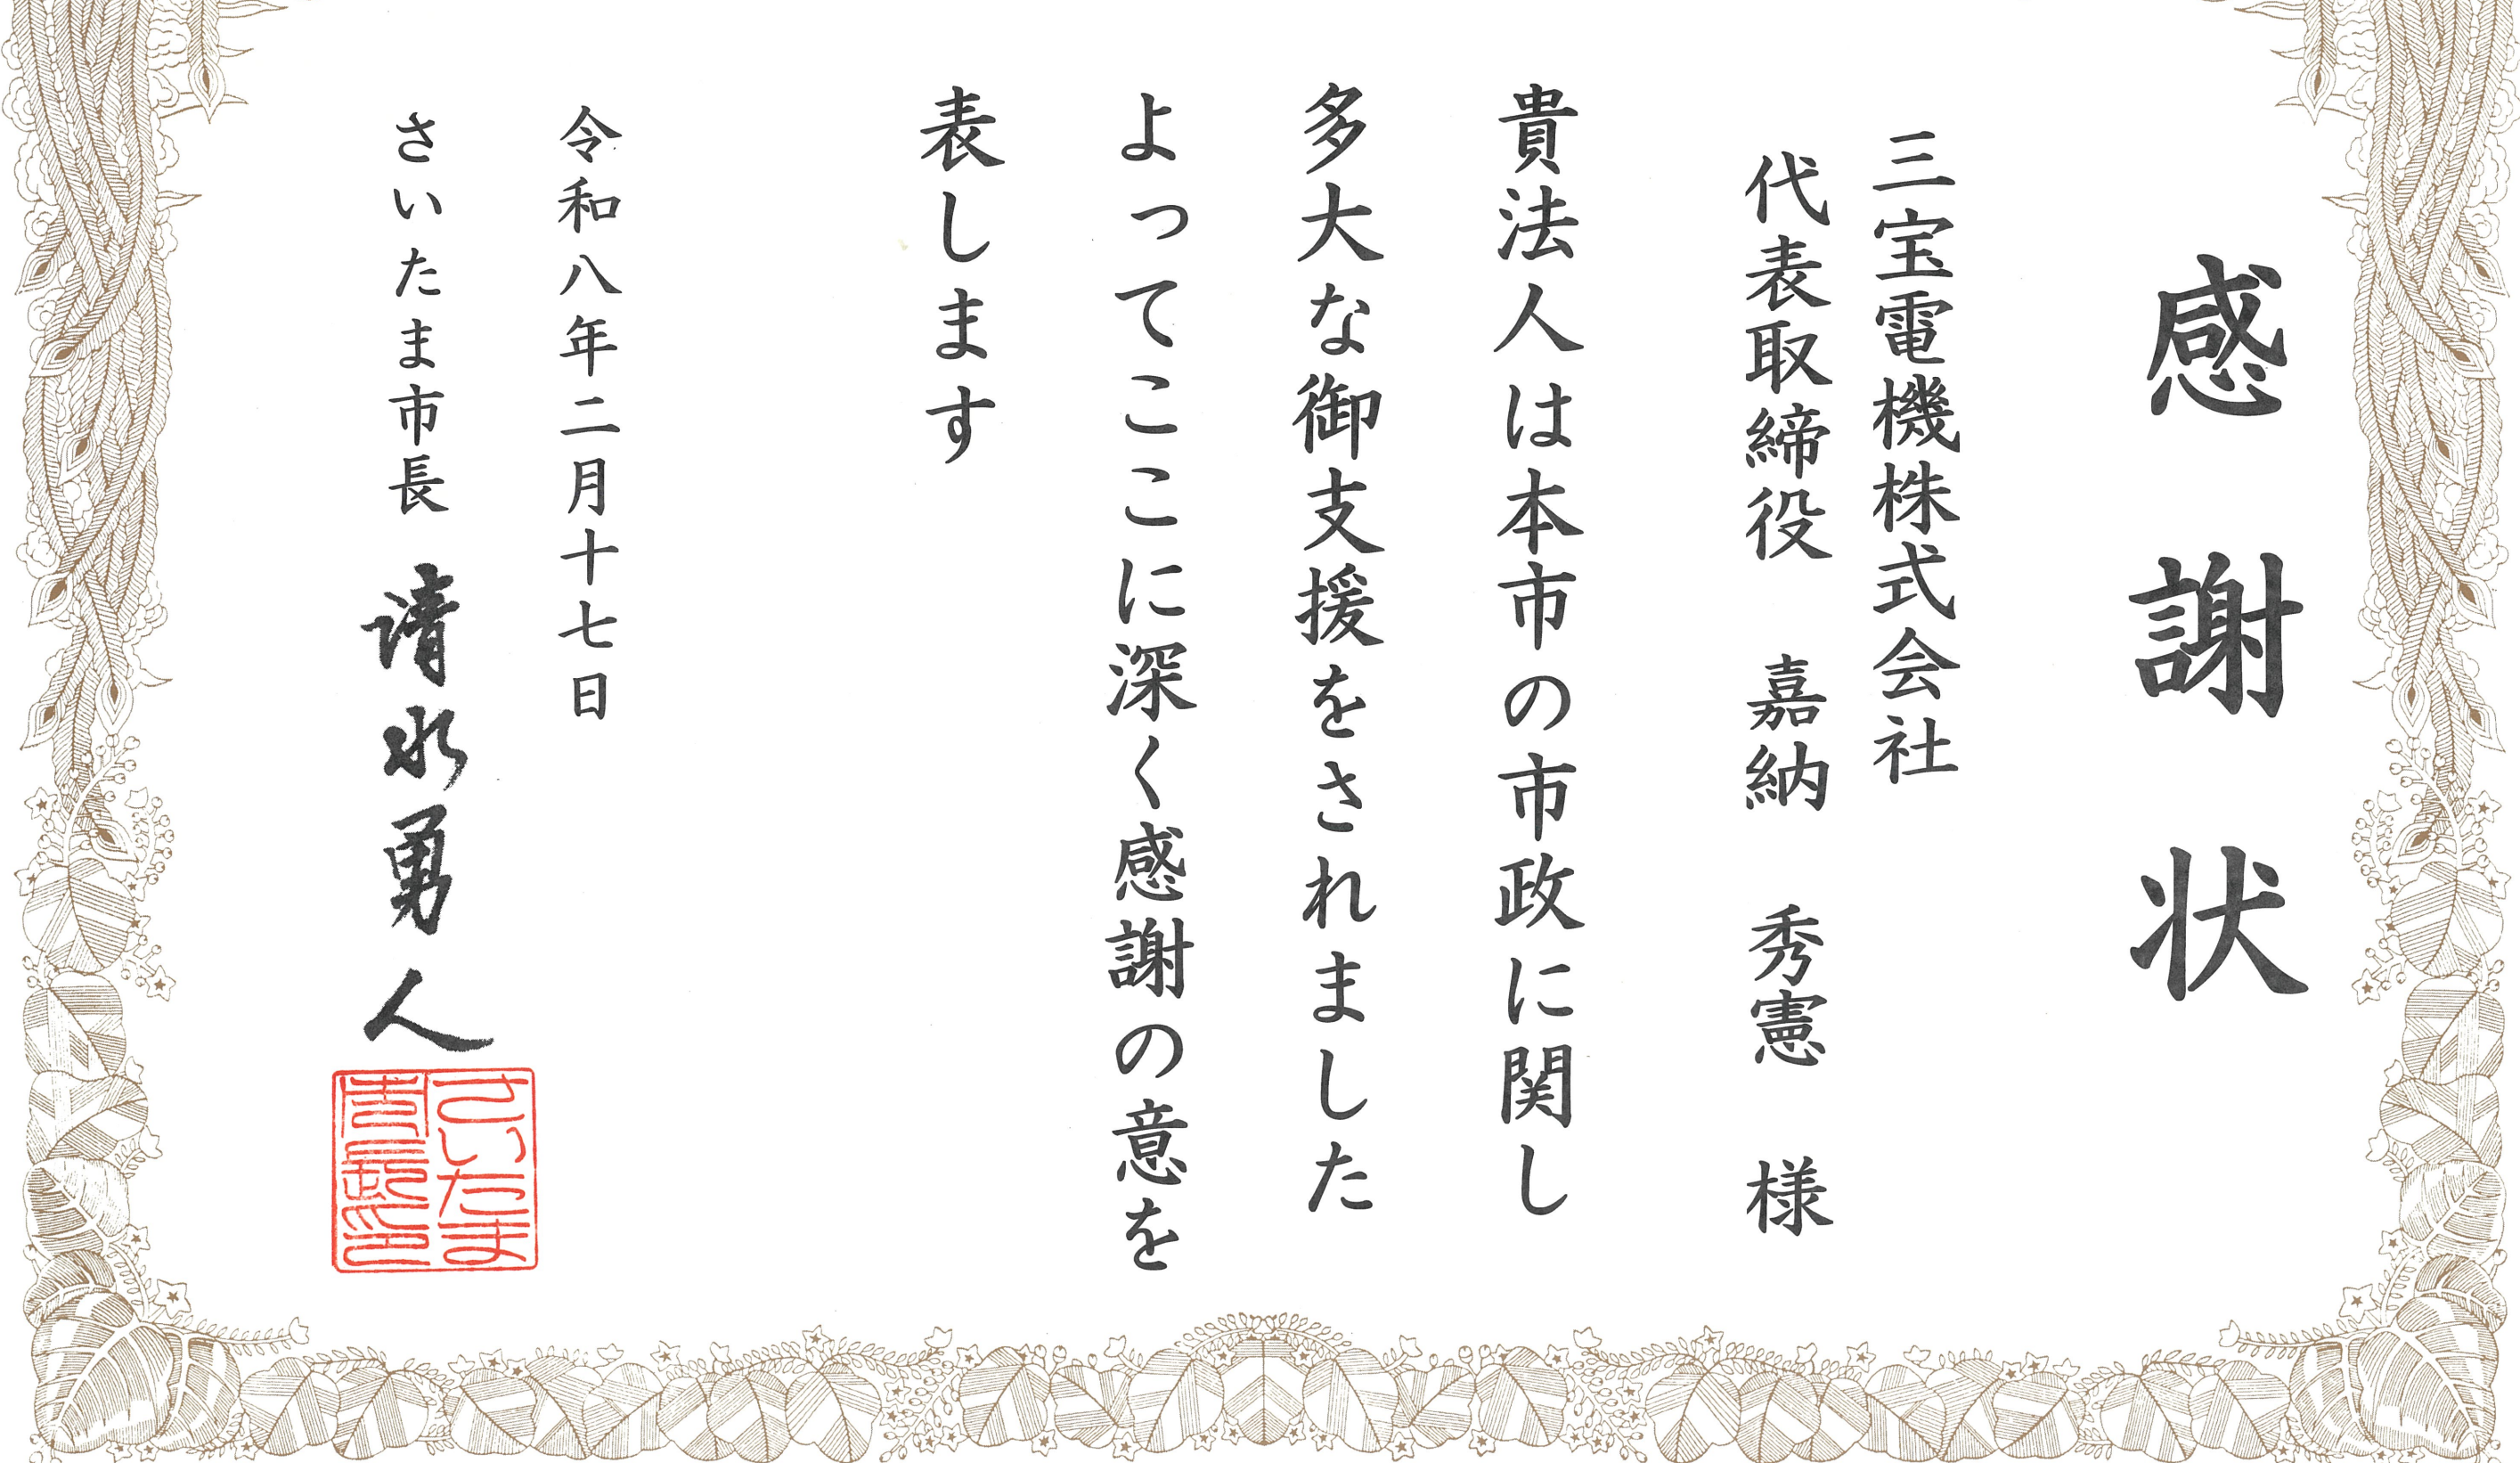 感謝状
三宝電機株式会社
代表取締役 嘉納 秀憲 様
貴法人は本市の市政に関し
多大な御支援をされました
よってここに深く感謝の意を
表します
令和八年二月十七日
さいたま市長 清水勇人
さいたま
市長印